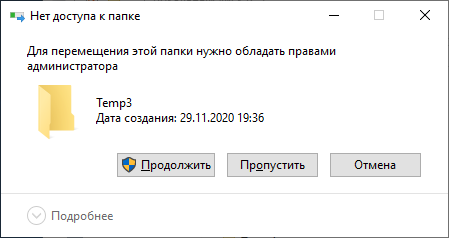 Нет доступа к папке
Для перемещения этой папки нужно обладать правами
администратора
Temp3
Дата создания: 29.11.2020 19:36
Продолжить
Пропустить
Отмена
Подробнее